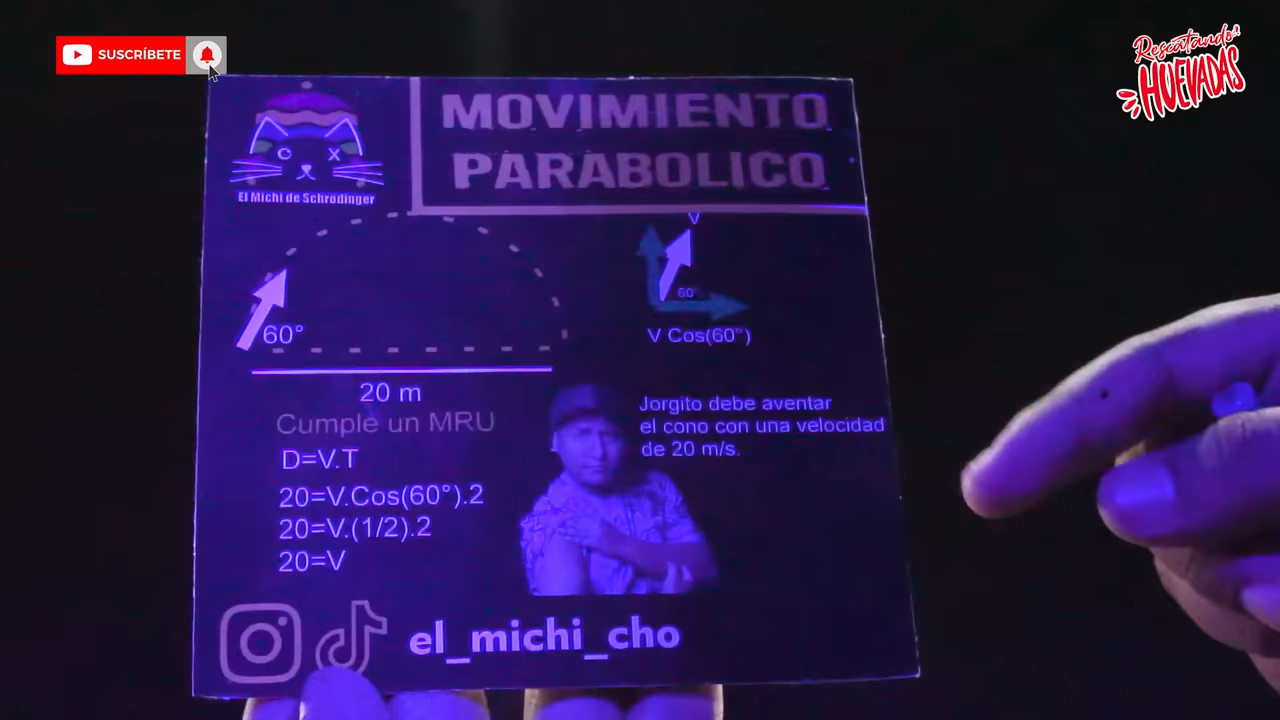 SUSCRÍBETE
Rescatando
HUEVADAS
MOVIMIENTO
PARABOLICO
El Michi de Schrödinger
V
60°
60°
V Cos(60°)
20 m
Cumple un MRU
D=V.T
20=V.Cos(60°).2
20=V.(1/2).2
20=V
Jorgito debe aventar
el cono con una velocidad
de 20 m/s.
el_michi_cho